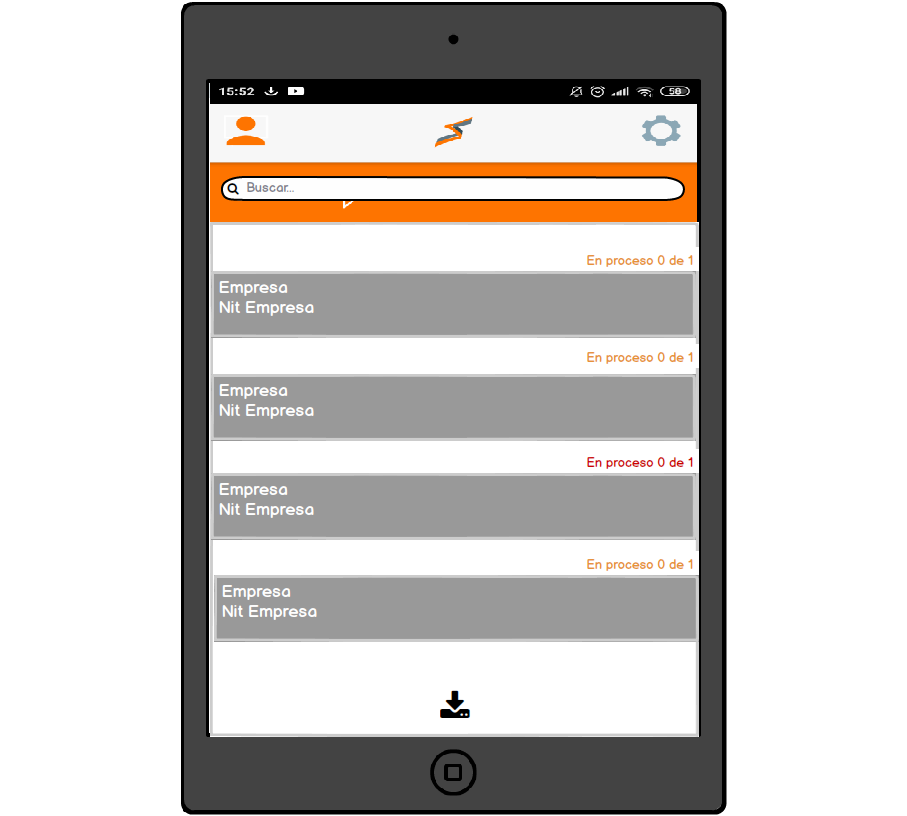 15:52
58
Buscar...
En proceso 0 de 1
Empresa
Nit Empresa
En proceso 0 de 1
Empresa
Nit Empresa
En proceso 0 de 1
Empresa
Nit Empresa
En proceso 0 de 1
Empresa
Nit Empresa